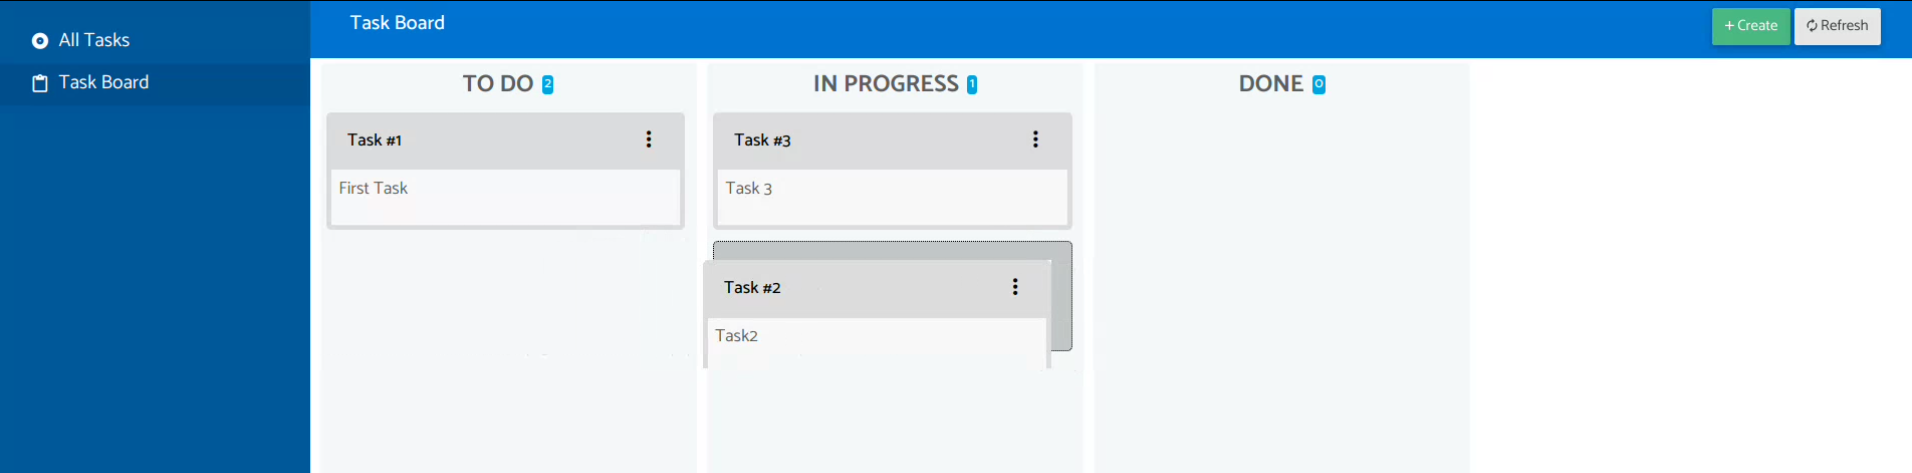 All Tasks
Task Board
Task Board
+ Create
Refresh
TO DO 2
Task #1
First Task
IN PROGRESS 1
Task #3
Task 3
Task #2
Task2
DONE 0